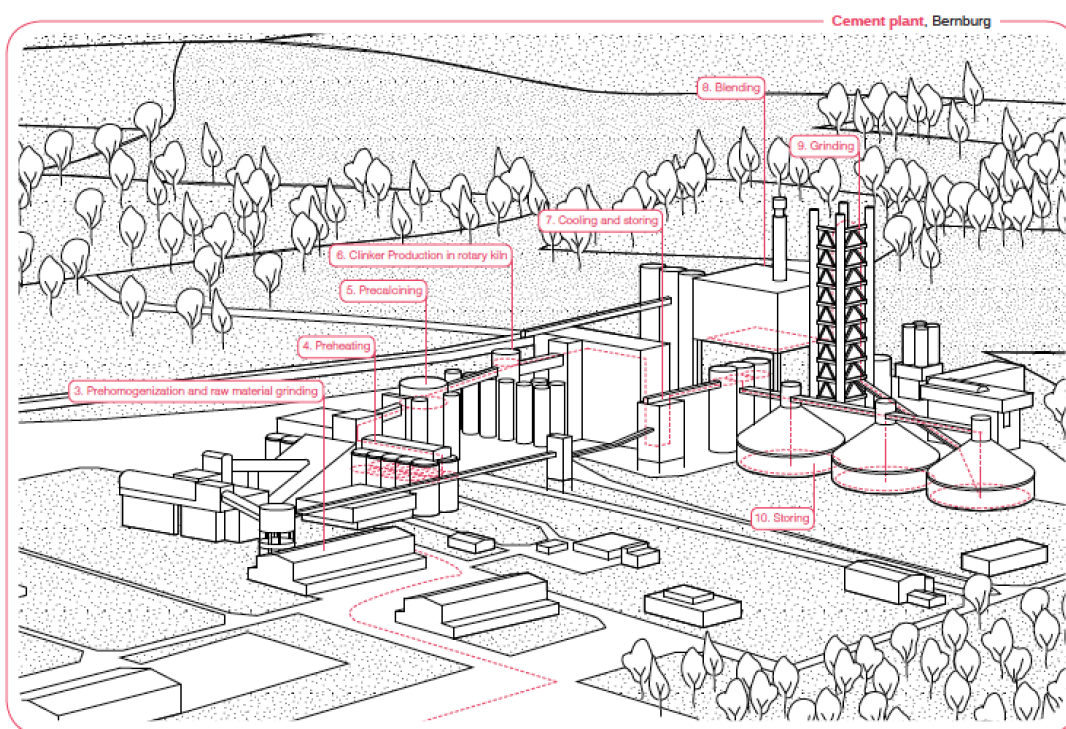 Cement plant, Bernburg
8. Blending
9. Grinding
7. Cooling and storing
6. Clinker Production in rotary kiln
5. Precalcining
4. Preheating
3. Prehomogenization and raw material grinding
10. Storing